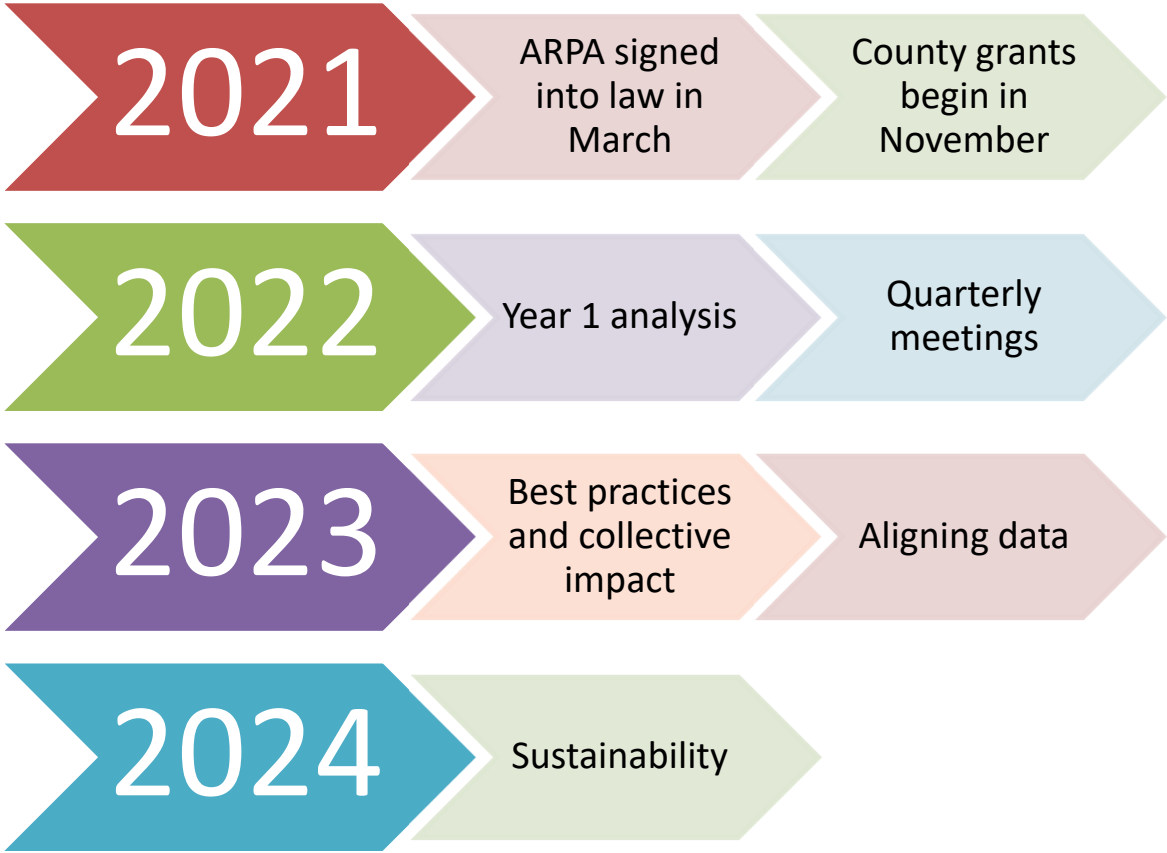 2021
ARPA signed
into law in
March
County grants
begin in
November
2022
Year 1 analysis
Quarterly
meetings
2023
Best practices
and collective
impact
Aligning data
2024
Sustainability